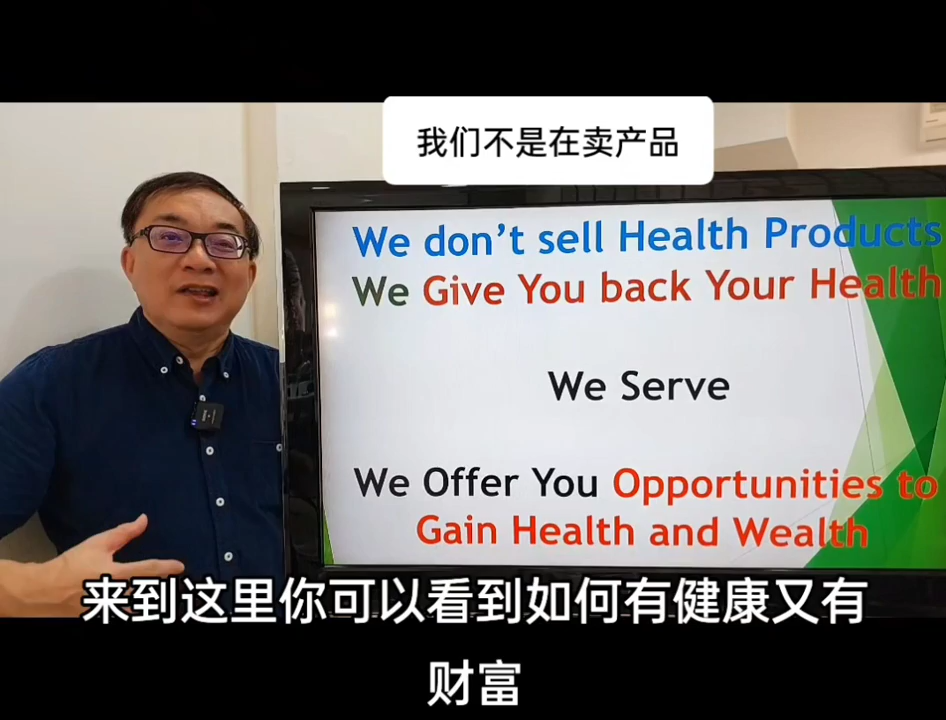 我们不是在卖产品
We don't sell Health Products
We Give You back Your Health
We Serve
We Offer You Opportunities to
Gain Health and Wealth
来到这里你可以看到如何有健康又有
财富